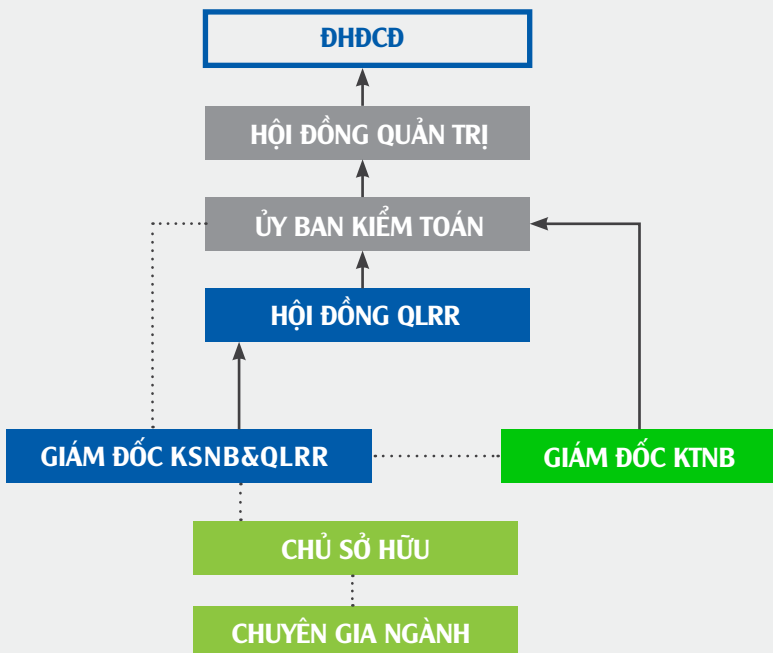 ĐHĐCĐ
HỘI ĐỒNG QUẢN TRỊ
ỦY BAN KIỂM TOÁN
HỘI ĐỒNG QLRR
GIÁM ĐỐC KSNB&QLRR
GIÁM ĐỐC KTNB
CHỦ SỞ HỮU
CHUYÊN GIA NGÀNH